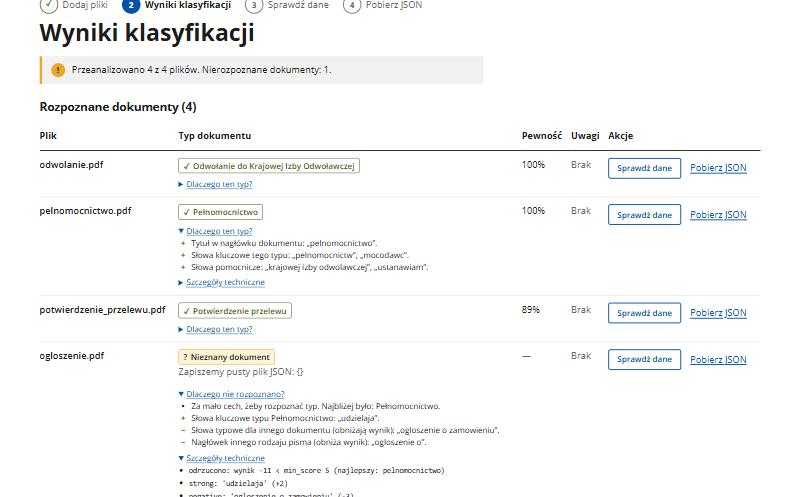 ✓ Dodaj pliki 2 Wyniki klasyfikacji 3 Sprawdź dane 4 Pobierz JSON
Wyniki klasyfikacji
! Przeanalizowano 4 z 4 plików. Nierozpoznane dokumenty: 1.
Rozpoznane dokumenty (4)
Plik Typ dokumentu Pewność Uwagi Akcje
odwolanie.pdf ✓ Odwołanie do Krajowej Izby Odwoławczej 100% Brak Sprawdź dane Pobierz JSON
▶ Dlaczego ten typ?
pelnomocnictwo.pdf ✓ Pełnomocnictwo 100% Brak Sprawdź dane Pobierz JSON
▼ Dlaczego ten typ?
+ Tytuł w nagłówku dokumentu: „pelnomocnictwo”.
+ Słowa kluczowe tego typu: „pelnomocnictw”, „mocodawc”.
+ Słowa pomocnicze: „krajowej izby odwolawczej”, „ustanawiam”.
▶ Szczegóły techniczne
potwierdzenie_przelewu.pdf ✓ Potwierdzenie przelewu 89% Brak Sprawdź dane Pobierz JSON
▶ Dlaczego ten typ?
ogloszenie.pdf ? Nieznany dokument — Brak Sprawdź dane Pobierz JSON
Zapiszemy pusty plik JSON: {}
▼ Dlaczego nie rozpoznano?
• Za mało cech, żeby rozpoznać typ. Najbliżej było: Pełnomocnictwo.
+ Słowa kluczowe typu Pełnomocnictwo: „udzielaja”.
− Słowa typowe dla innego dokumentu (obniżają wynik): „ogloszenie o zamowieniu”.
− Nagłówek innego rodzaju pisma (obniża wynik): „ogloszenie o”.
▼ Szczegóły techniczne
• odrzucono: wynik -11 < min_score 5 (najlepszy: pelnomocnictwo)
• strong: 'udzielaja' (+2)
• negative: 'ogloszenie o zamowieniu' (-3)